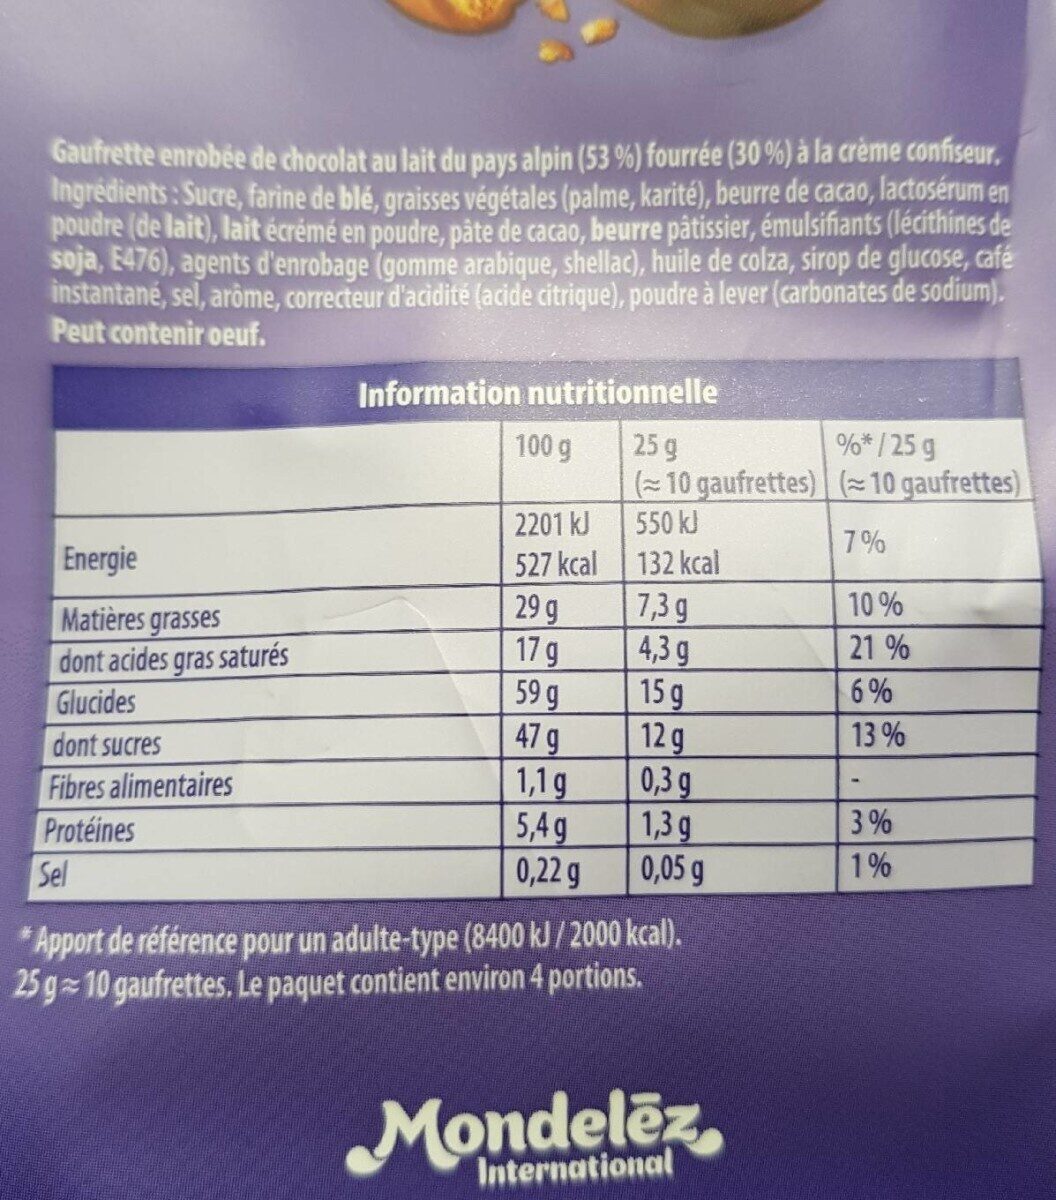 Gaufrette enrobée de chocolat au lait du pays alpin (53 %) fourrée (30 %) à la crème confiseur.
Ingrédients : Sucre, farine de blé, graisses végétales (palme, karité), beurre de cacao, lactosérum en
poudre (de lait), lait écrémé en poudre, pâte de cacao, beurre pâtissier, émulsifiants (lécithines de
soja, E476), agents d'enrobage (gomme arabique, shellac), huile de colza, sirop de glucose, café
instantané, sel, arôme, correcteur d'acidité (acide citrique), poudre à lever (carbonates de sodium).
Peut contenir oeuf.
Information nutritionnelle
100 g 25 g %* / 25 g
(≈ 10 gaufrettes) (≈ 10 gaufrettes)
Energie 2201 kJ 550 kJ 7 %
527 kcal 132 kcal
Matières grasses 29 g 7,3 g 10 %
dont acides gras saturés 17 g 4,3 g 21 %
Glucides 59 g 15 g 6 %
dont sucres 47 g 12 g 13 %
Fibres alimentaires 1,1 g 0,3 g -
Protéines 5,4 g 1,3 g 3 %
Sel 0,22 g 0,05 g 1 %
* Apport de référence pour un adulte-type (8400 kJ / 2000 kcal).
25 g ≈ 10 gaufrettes. Le paquet contient environ 4 portions.
Mondelēz
International